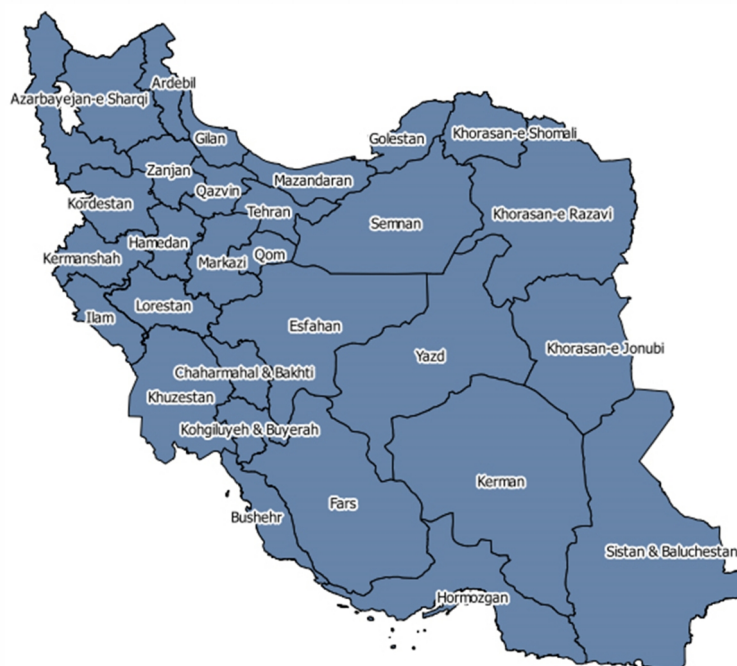 Ardebil
Azarbayejan-e Sharqi
Gilan
Golestan
Khorasan-e Shomali
Zanjan
Mazandaran
Qazvin
Kordestan
Tehran
Khorasan-e Razavi
Semnan
Hamedan
Kermanshah
Markazi
Qom
Lorestan
Ilam
Esfahan
Khorasan-e Jonubi
Yazd
Chaharmahal & Bakhti
Khuzestan
Kohgiluyeh & Buyerah
Kerman
Fars
Bushehr
Sistan & Baluchestan
Hormozgan